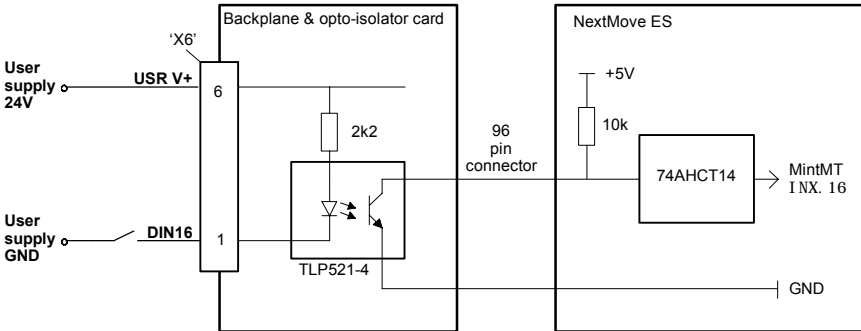 Backplane & opto-isolator card
NextMove ES
'X6'
User
supply
24V
USR V+
6
+5V
2k2
10k
96
pin
connector
74AHCT14
MintMT
INX.16
User
supply
GND
DIN16
1
TLP521-4
GND